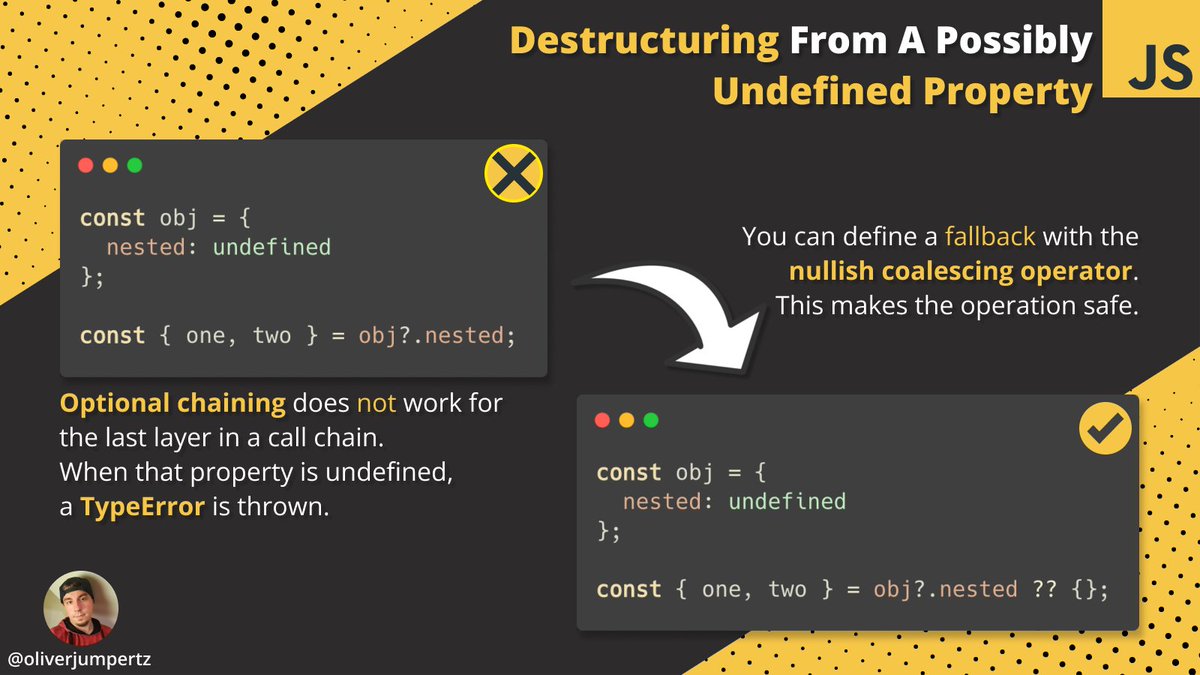 Destructuring From A Possibly
Undefined Property
JS
const obj = {
  nested: undefined
};
const { one, two } = obj?.nested;
Optional chaining does not work for
the last layer in a call chain.
When that property is undefined,
a TypeError is thrown.
You can define a fallback with the
nullish coalescing operator.
This makes the operation safe.
const obj = {
  nested: undefined
};
const { one, two } = obj?.nested ?? {};
@oliverjumpertz